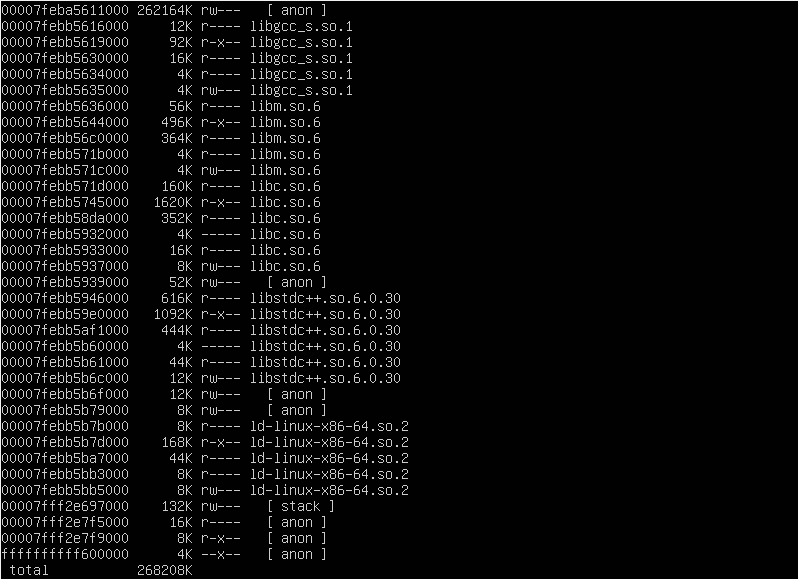 00007feba5611000 262164K rw---   [ anon ]
00007febb5616000     12K r---- libgcc_s.so.1
00007febb5619000     92K r-x-- libgcc_s.so.1
00007febb5630000     16K r---- libgcc_s.so.1
00007febb5634000      4K r---- libgcc_s.so.1
00007febb5635000      4K rw--- libgcc_s.so.1
00007febb5636000     56K r---- libm.so.6
00007febb5644000    496K r-x-- libm.so.6
00007febb56c0000    364K r---- libm.so.6
00007febb571b000      4K r---- libm.so.6
00007febb571c000      4K rw--- libm.so.6
00007febb571d000    160K r---- libc.so.6
00007febb5745000   1620K r-x-- libc.so.6
00007febb58da000    352K r---- libc.so.6
00007febb5932000      4K ----- libc.so.6
00007febb5933000     16K r---- libc.so.6
00007febb5937000      8K rw--- libc.so.6
00007febb5939000     52K rw---   [ anon ]
00007febb5946000    616K r---- libstdc++.so.6.0.30
00007febb59e0000   1092K r-x-- libstdc++.so.6.0.30
00007febb5af1000    444K r---- libstdc++.so.6.0.30
00007febb5b60000      4K ----- libstdc++.so.6.0.30
00007febb5b61000     44K r---- libstdc++.so.6.0.30
00007febb5b6c000     12K rw--- libstdc++.so.6.0.30
00007febb5b6f000     12K rw---   [ anon ]
00007febb5b79000      8K rw---   [ anon ]
00007febb5b7b000      8K r---- ld-linux-x86-64.so.2
00007febb5b7d000    168K r-x-- ld-linux-x86-64.so.2
00007febb5ba7000     44K r---- ld-linux-x86-64.so.2
00007febb5bb3000      8K r---- ld-linux-x86-64.so.2
00007febb5bb5000      8K rw--- ld-linux-x86-64.so.2
00007fff2e697000    132K rw---   [ stack ]
00007fff2e7f5000     16K r----   [ anon ]
00007fff2e7f9000      8K r-x--   [ anon ]
ffffffffff600000      4K --x--   [ anon ]
 total           268208K